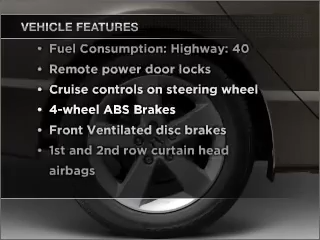 VEHICLE FEATURES
• Fuel Consumption: Highway: 40
• Remote power door locks
• Cruise controls on steering wheel
• 4-wheel ABS Brakes
• Front Ventilated disc brakes
• 1st and 2nd row curtain head
airbags